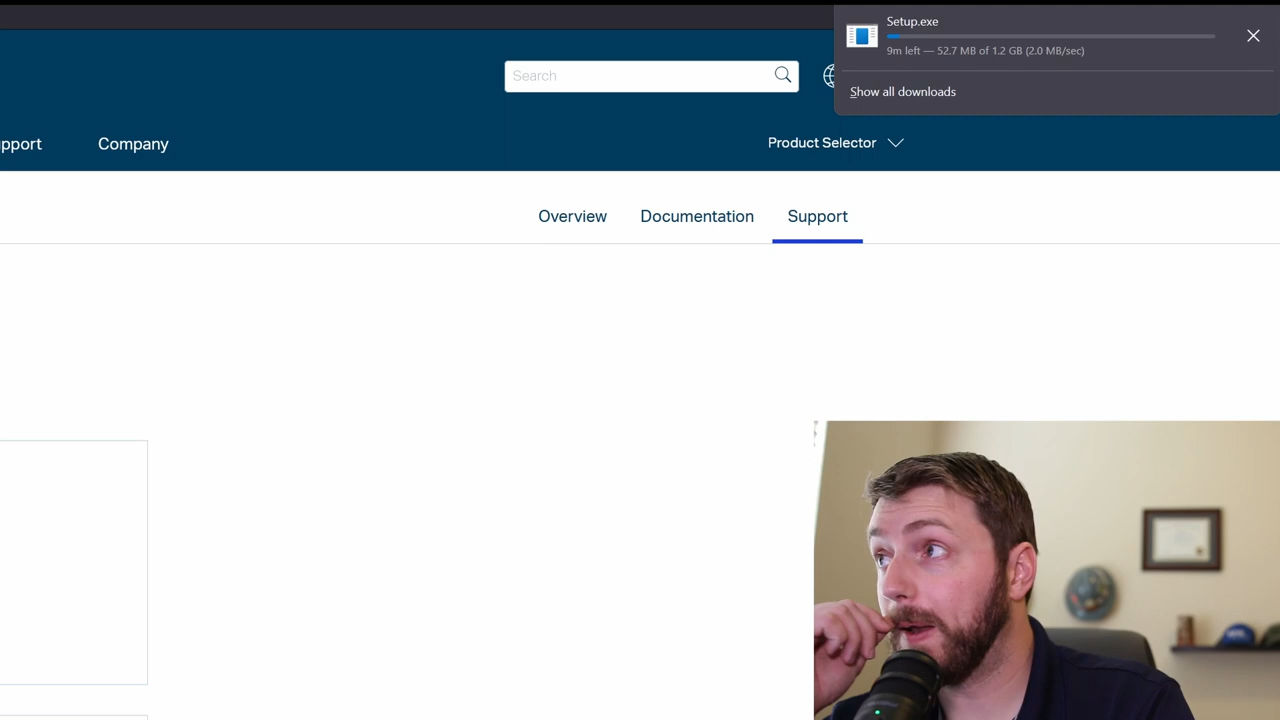 Setup.exe
9m left — 52.7 MB of 1.2 GB (2.0 MB/sec)
Show all downloads
Search
pport
Company
Product Selector
Overview
Documentation
Support